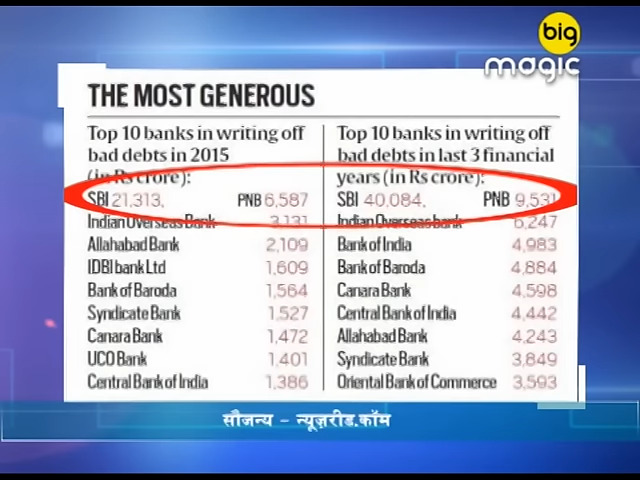 big
magic
THE MOST GENEROUS
Top 10 banks in writing off
bad debts in 2015
(in Rs crore):
SBI 21,313, PNB 6,587
Indian Overseas Bank 3,131
Allahabad Bank 2,109
IDBI bank Ltd 1,609
Bank of Baroda 1,564
Syndicate Bank 1,527
Canara Bank 1,472
UCO Bank 1,401
Central Bank of India 1,386
Top 10 banks in writing off
bad debts in last 3 financial
years (in Rs crore):
SBI 40,084, PNB 9,531
Indian Overseas bank 6,247
Bank of India 4,983
Bank of Baroda 4,884
Canara Bank 4,598
Central Bank of India 4,442
Allahabad Bank 4,243
Syndicate Bank 3,849
Oriental Bank of Commerce 3,593
सौजन्य - न्यूज़रीड.कॉम